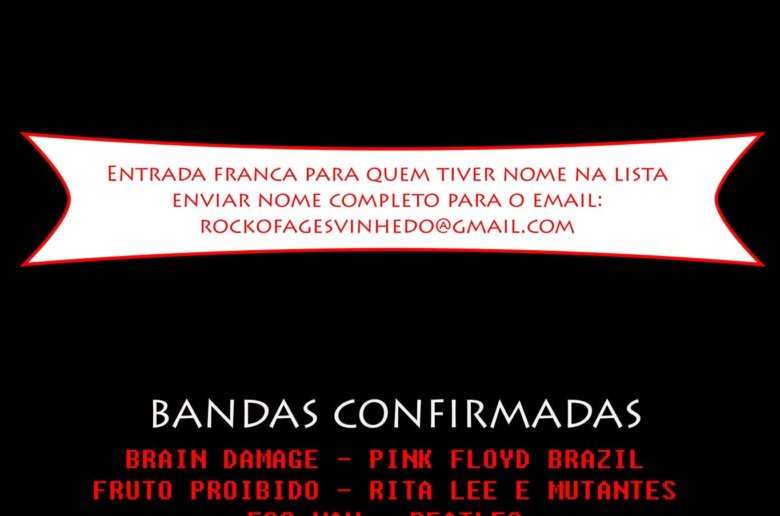 ENTRADA FRANCA PARA QUEM TIVER NOME NA LISTA
ENVIAR NOME COMPLETO PARA O EMAIL:
ROCKOFAGESVINHEDO@GMAIL.COM
BANDAS CONFIRMADAS
BRAIN DAMAGE - PINK FLOYD BRAZIL
FRUTO PROIBIDO - RITA LEE E MUTANTES
BEATLES